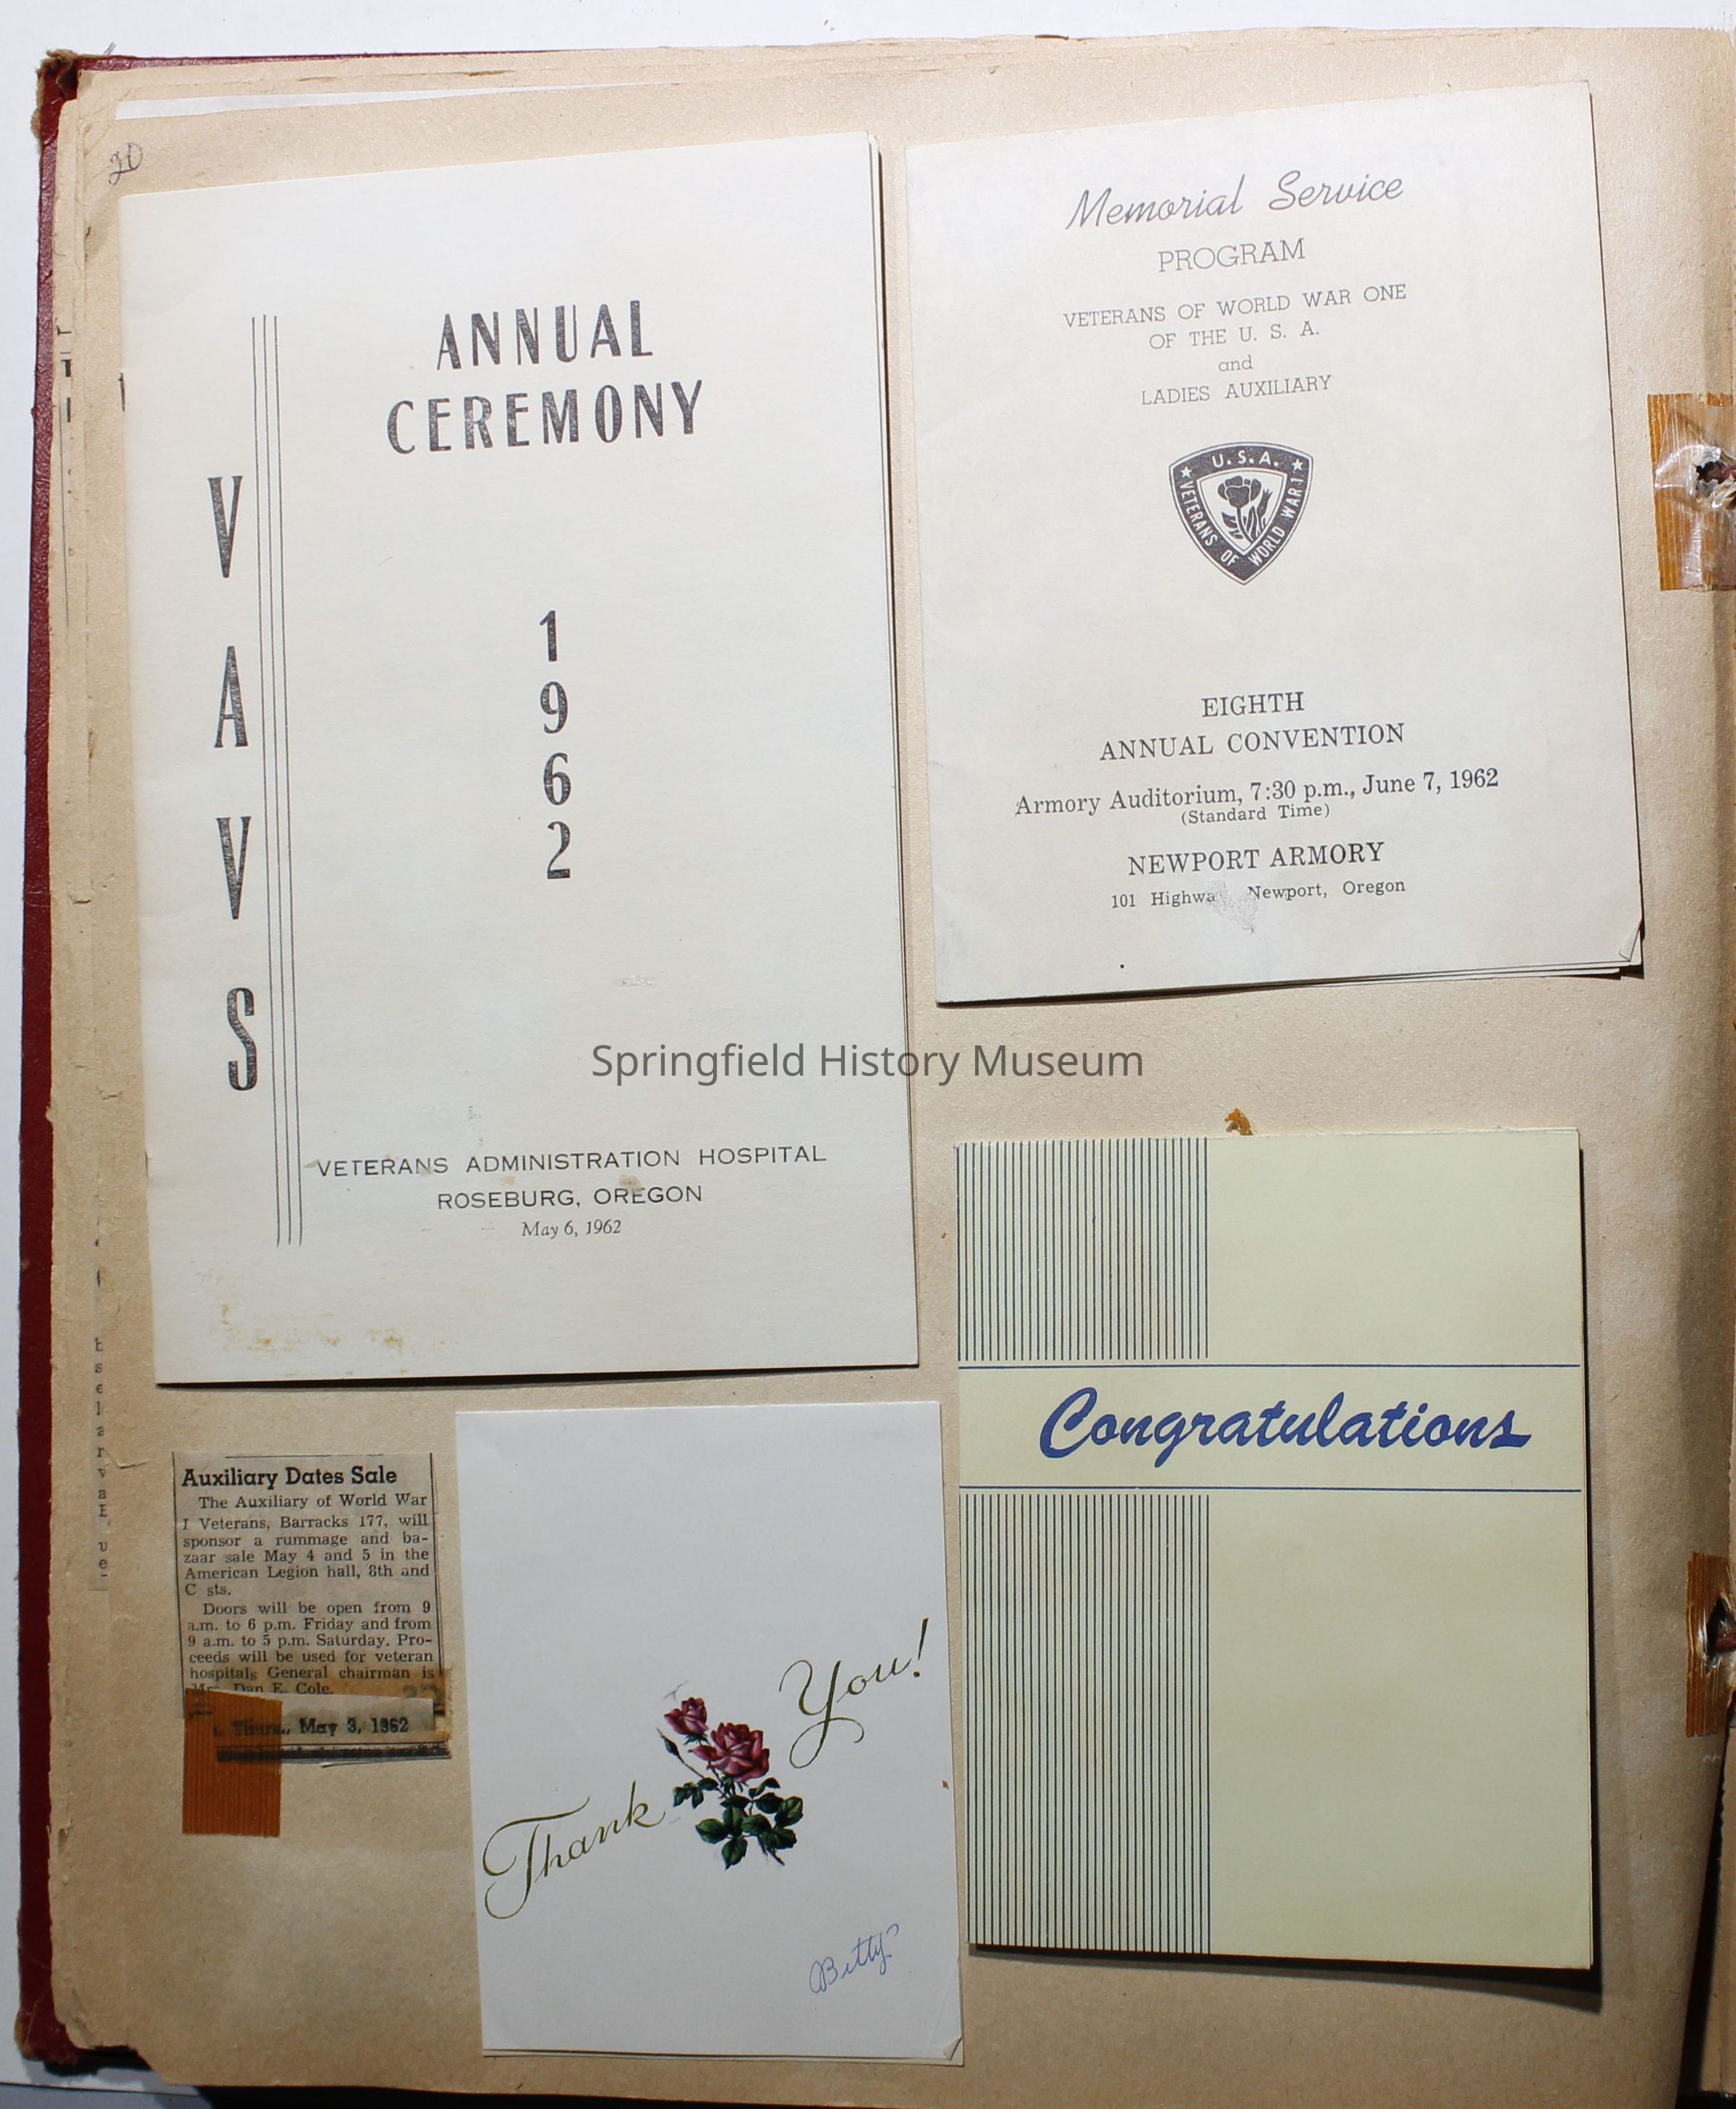 20
ANNUAL
CEREMONY
V
A
V
S
1
9
6
2
VETERANS ADMINISTRATION HOSPITAL
ROSEBURG, OREGON
May 6, 1962
Memorial Service
PROGRAM
VETERANS OF WORLD WAR ONE
OF THE U. S. A.
and
LADIES AUXILIARY
U.S.A.
VETERANS OF WORLD WAR 1
EIGHTH
ANNUAL CONVENTION
Armory Auditorium, 7:30 p.m., June 7, 1962
(Standard Time)
NEWPORT ARMORY
101 Highwa Newport, Oregon
Springfield History Museum
Auxiliary Dates Sale
The Auxiliary of World War
I Veterans, Barracks 177, will
sponsor a rummage and ba-
zaar sale May 4 and 5 in the
American Legion hall, 8th and
C sts.
Doors will be open from 9
a.m. to 6 p.m. Friday and from
9 a.m. to 5 p.m. Saturday. Pro-
ceeds will be used for veteran
hospitals General chairman is
Mrs. Dan E. Cole.
Thurs., May 3, 1962
Thank You!
Betty
Congratulations